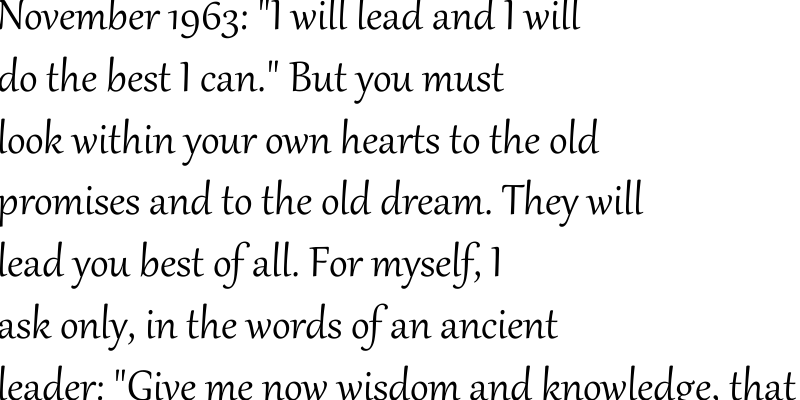 November 1963: "I will lead and I will
do the best I can." But you must
look within your own hearts to the old
promises and to the old dream. They will
lead you best of all. For myself, I
ask only, in the words of an ancient
leader: "Give me now wisdom and knowledge, that